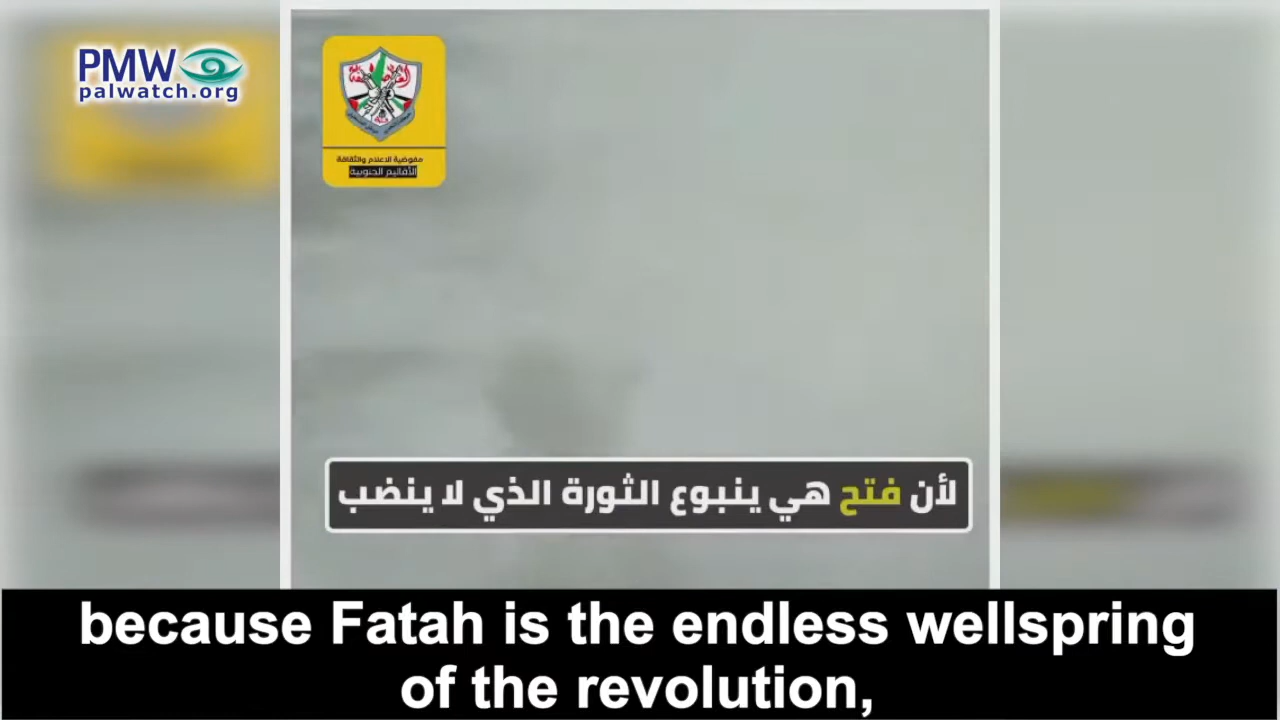 PMW
palwatch.org
مفوضية الاعلام والثقافة
الأقاليم الجنوبية
لأن فتح هي ينبوع الثورة الذي لا ينضب
because Fatah is the endless wellspring
of the revolution,